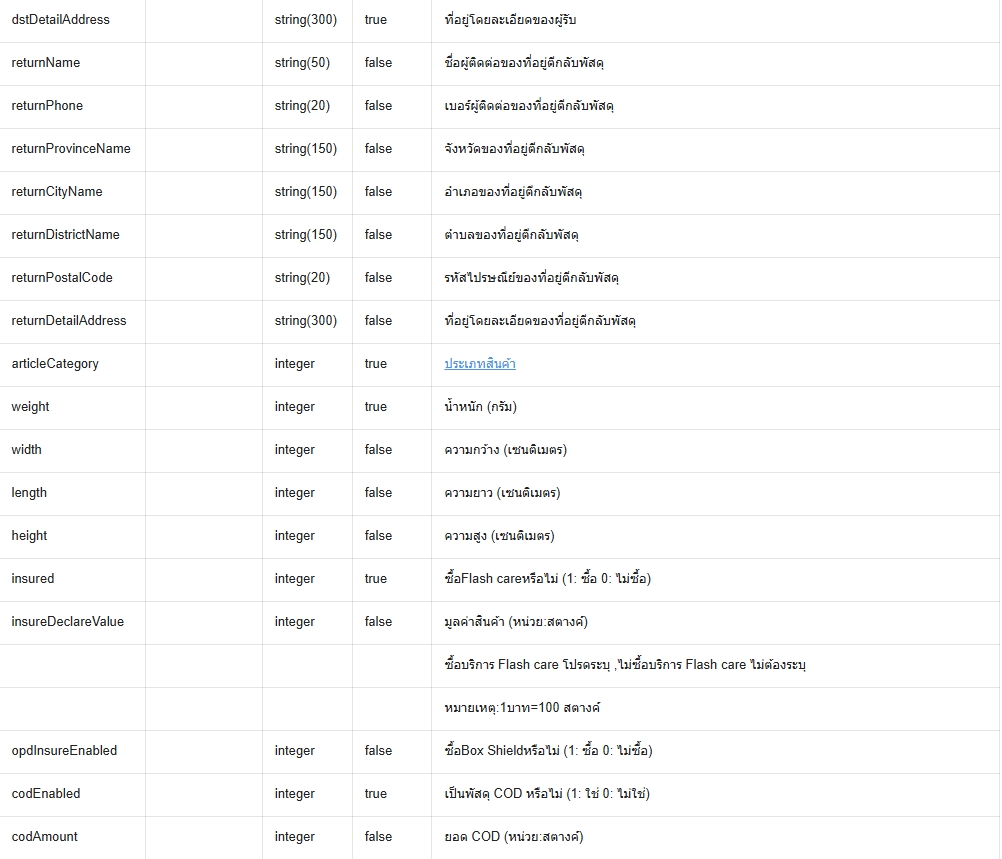 dstDetailAddress string(300) true ที่อยู่โดยละเอียดของผู้รับ
returnName string(50) false ชื่อผู้ติดต่อของที่อยู่ตีกลับพัสดุ
returnPhone string(20) false เบอร์ผู้ติดต่อของที่อยู่ตีกลับพัสดุ
returnProvinceName string(150) false จังหวัดของที่อยู่ตีกลับพัสดุ
returnCityName string(150) false อำเภอของที่อยู่ตีกลับพัสดุ
returnDistrictName string(150) false ตำบลของที่อยู่ตีกลับพัสดุ
returnPostalCode string(20) false รหัสไปรษณีย์ของที่อยู่ตีกลับพัสดุ
returnDetailAddress string(300) false ที่อยู่โดยละเอียดของที่อยู่ตีกลับพัสดุ
articleCategory integer true ประเภทสินค้า
weight integer true น้ำหนัก (กรัม)
width integer false ความกว้าง (เซนติเมตร)
length integer false ความยาว (เซนติเมตร)
height integer false ความสูง (เซนติเมตร)
insured integer true ซื้อFlash careหรือไม่ (1: ซื้อ 0: ไม่ซื้อ)
insureDeclareValue integer false มูลค่าสินค้า (หน่วย:สตางค์)
ซื้อบริการ Flash care โปรดระบุ ,ไม่ซื้อบริการ Flash care ไม่ต้องระบุ
หมายเหตุ:1บาท=100 สตางค์
opdInsureEnabled integer false ซื้อBox Shieldหรือไม่ (1: ซื้อ 0: ไม่ซื้อ)
codEnabled integer true เป็นพัสดุ COD หรือไม่ (1: ใช่ 0: ไม่ใช่)
codAmount integer false ยอด COD (หน่วย:สตางค์)